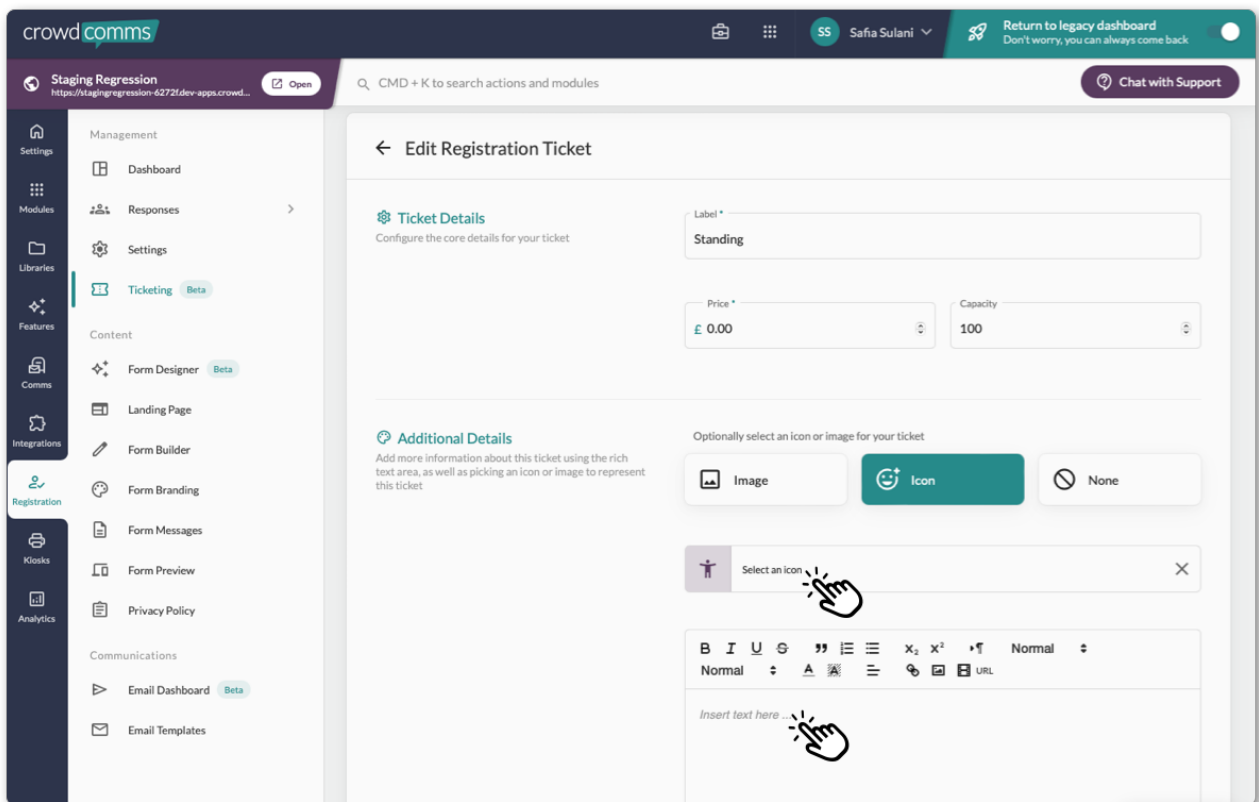 crowdcomms
SS
Safia Sulani
Return to legacy dashboard
Don't worry, you can always come back
Staging Regression
https://stagingregression-6272f.dev-apps.crowd...
Open
CMD + K to search actions and modules
Chat with Support
Settings
Modules
Libraries
Features
Comms
Integrations
Registration
Kiosks
Analytics
Management
Dashboard
Responses
Settings
Ticketing Beta
Content
Form Designer Beta
Landing Page
Form Builder
Form Branding
Form Messages
Form Preview
Privacy Policy
Communications
Email Dashboard Beta
Email Templates
Edit Registration Ticket
Ticket Details
Configure the core details for your ticket
Label *
Standing
Price *
£ 0.00
Capacity
100
Additional Details
Add more information about this ticket using the rich
text area, as well as picking an icon or image to represent
this ticket
Optionally select an icon or image for your ticket
Image
Icon
None
Select an icon
B I U S x₂ x² Normal
Normal A A URL
Insert text here ...